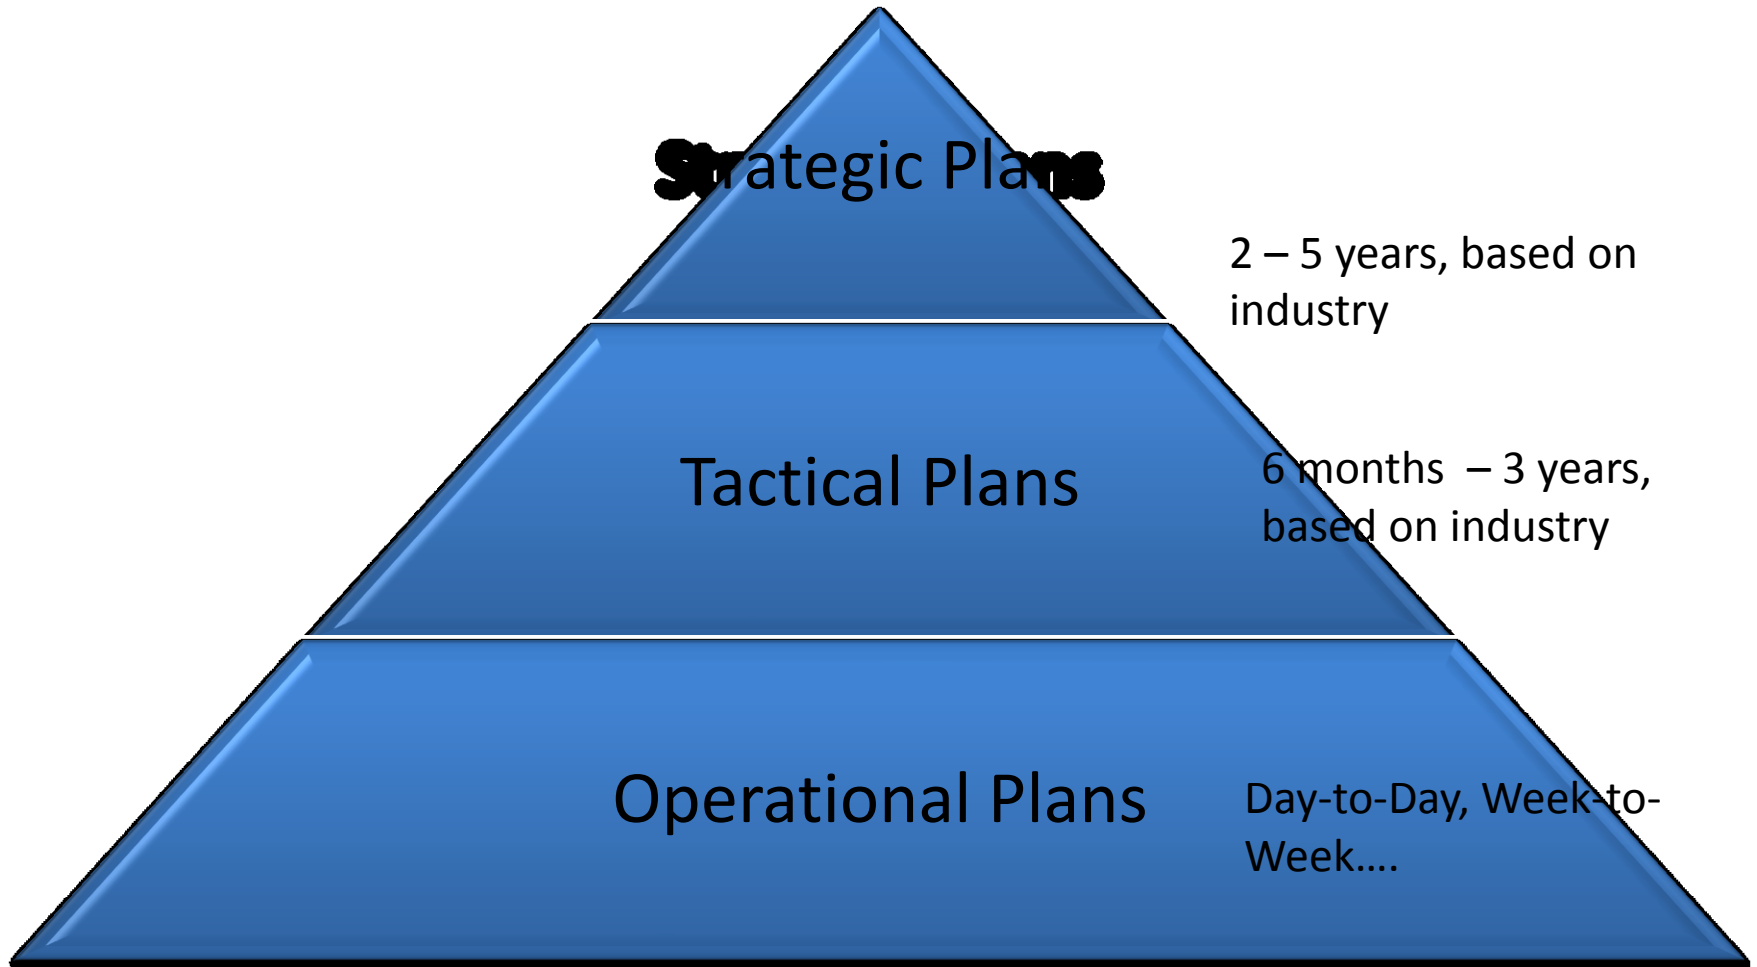 Strategic Plans
2 – 5 years, based on
industry
Tactical Plans
6 months – 3 years,
based on industry
Operational Plans
Day-to-Day, Week-to-
Week....